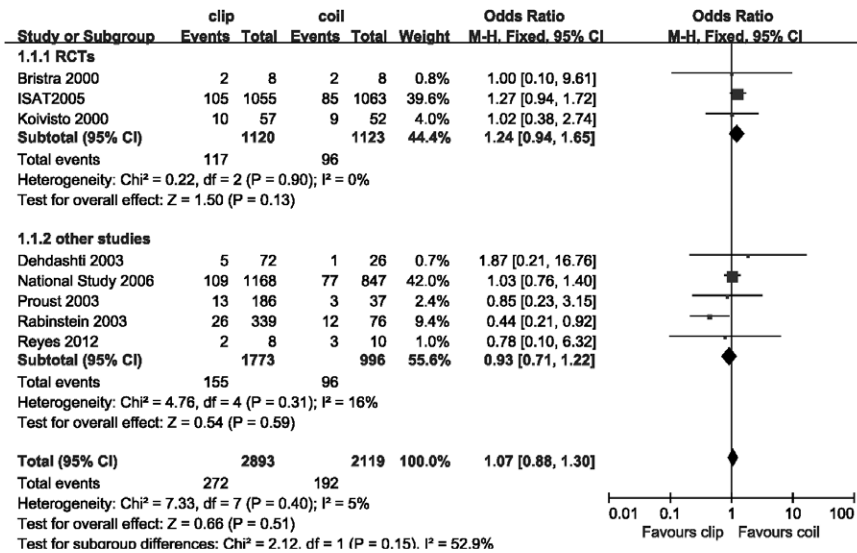 clip coil Odds Ratio Odds Ratio
Study or Subgroup Events Total Events Total Weight M-H, Fixed, 95% CI M-H, Fixed, 95% CI
1.1.1 RCTs
Bristra 2000 2 8 2 8 0.8% 1.00 [0.10, 9.61]
ISAT2005 105 1055 85 1063 39.6% 1.27 [0.94, 1.72]
Koivisto 2000 10 57 9 52 4.0% 1.02 [0.38, 2.74]
Subtotal (95% CI) 1120 1123 44.4% 1.24 [0.94, 1.65]
Total events 117 96
Heterogeneity: Chi² = 0.22, df = 2 (P = 0.90); I² = 0%
Test for overall effect: Z = 1.50 (P = 0.13)
1.1.2 other studies
Dehdashti 2003 5 72 1 26 0.7% 1.87 [0.21, 16.76]
National Study 2006 109 1168 77 847 42.0% 1.03 [0.76, 1.40]
Proust 2003 13 186 3 37 2.4% 0.85 [0.23, 3.15]
Rabinstein 2003 26 339 12 76 9.4% 0.44 [0.21, 0.92]
Reyes 2012 2 8 3 10 1.0% 0.78 [0.10, 6.32]
Subtotal (95% CI) 1773 996 55.6% 0.93 [0.71, 1.22]
Total events 155 96
Heterogeneity: Chi² = 4.76, df = 4 (P = 0.31); I² = 16%
Test for overall effect: Z = 0.54 (P = 0.59)
Total (95% CI) 2893 2119 100.0% 1.07 [0.88, 1.30]
Total events 272 192
Heterogeneity: Chi² = 7.33, df = 7 (P = 0.40); I² = 5%
Test for overall effect: Z = 0.66 (P = 0.51)
Test for subgroup differences: Chi² = 2.12, df = 1 (P = 0.15), I² = 52.9%
0.01 0.1 1 10 100
Favours clip Favours coil